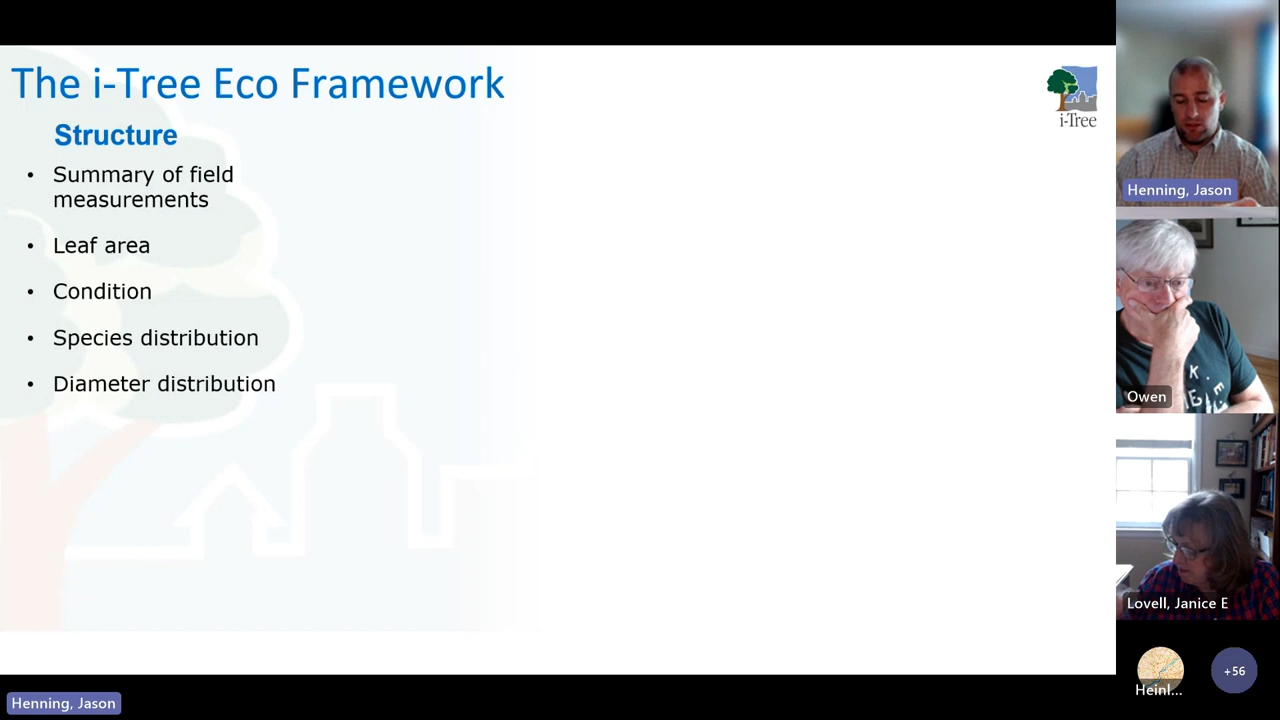 The i-Tree Eco Framework
Structure
• Summary of field
measurements
• Leaf area
• Condition
• Species distribution
• Diameter distribution
i-Tree
Henning, Jason
Owen
Lovell, Janice E
Heinl...
+56
Henning, Jason